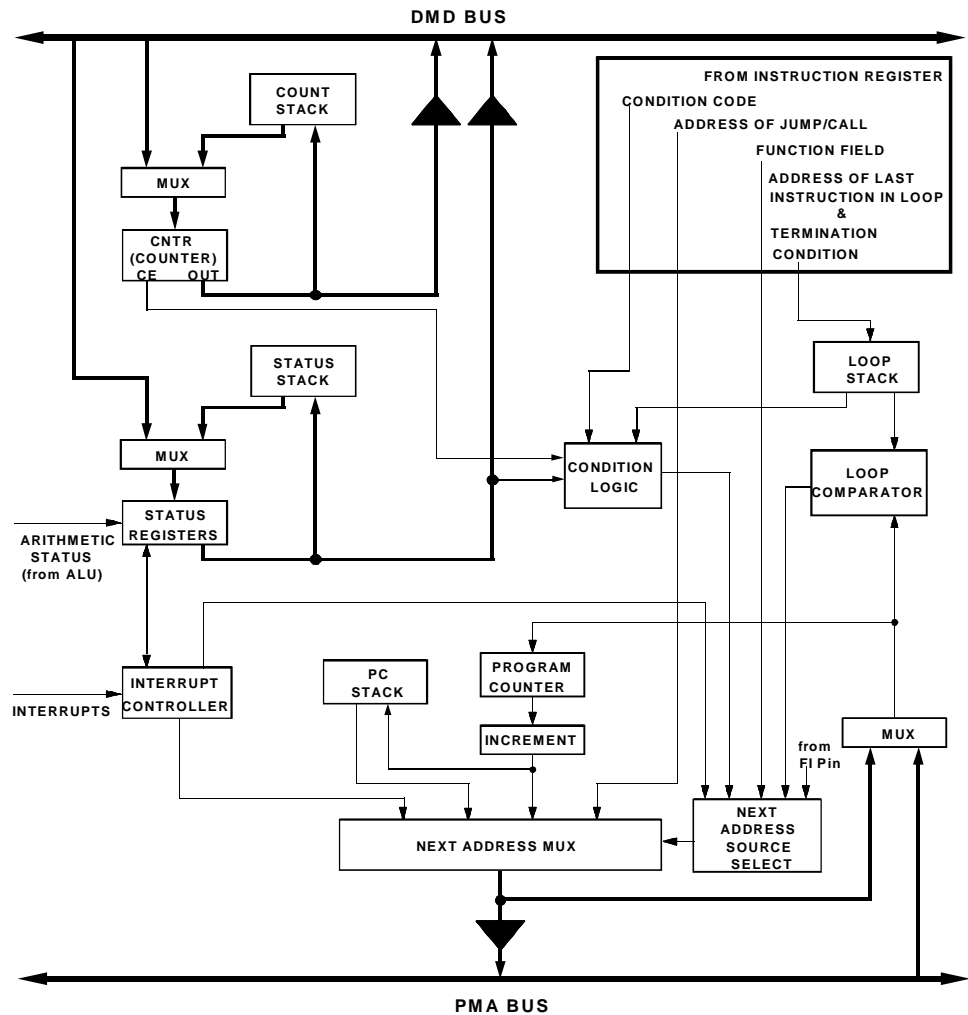 DMD BUS
FROM INSTRUCTION REGISTER
CONDITION CODE
ADDRESS OF JUMP/CALL
FUNCTION FIELD
ADDRESS OF LAST
INSTRUCTION IN LOOP
&
TERMINATION
CONDITION
COUNT
STACK
MUX
CNTR
(COUNTER)
CE OUT
STATUS
STACK
LOOP
STACK
MUX
CONDITION
LOGIC
LOOP
COMPARATOR
STATUS
REGISTERS
ARITHMETIC
STATUS
(from ALU)
INTERRUPT
CONTROLLER
INTERRUPTS
PC
STACK
PROGRAM
COUNTER
INCREMENT
MUX
from
FI Pin
NEXT ADDRESS MUX
NEXT
ADDRESS
SOURCE
SELECT
PMA BUS